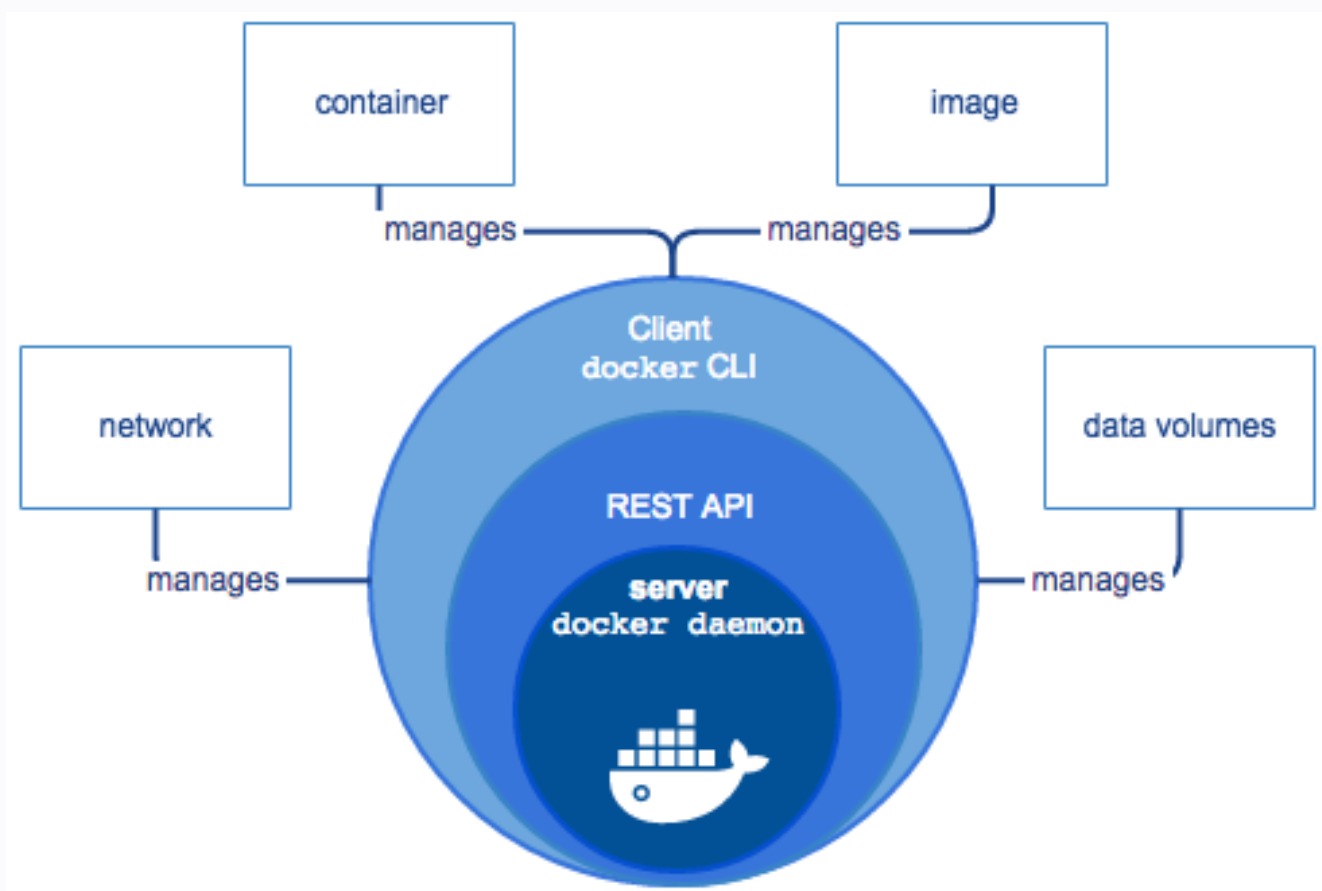 container
image
manages
manages
Client
docker CLI
network
data volumes
REST API
manages
manages
server
docker daemon